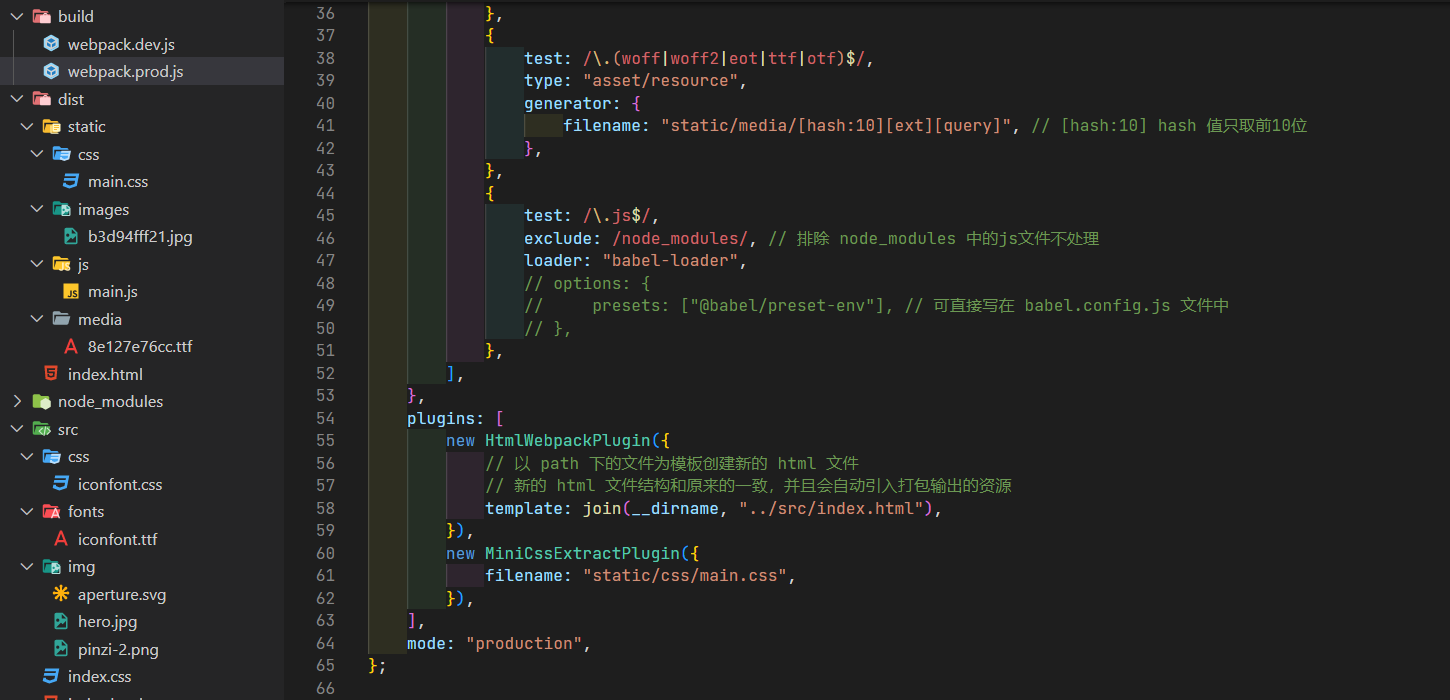 build
webpack.dev.js
webpack.prod.js
dist
static
css
main.css
images
b3d94fff21.jpg
js
main.js
media
8e127e76cc.ttf
index.html
node_modules
src
css
iconfont.css
fonts
iconfont.ttf
img
aperture.svg
hero.jpg
pinzi-2.png
index.css
36 },
37 {
38 test: /\.(woff|woff2|eot|ttf|otf)$/,
39 type: "asset/resource",
40 generator: {
41 filename: "static/media/[hash:10][ext][query]", // [hash:10] hash 值只取前10位
42 },
43 },
44 {
45 test: /\.js$/,
46 exclude: /node_modules/, // 排除 node_modules 中的js文件不处理
47 loader: "babel-loader",
48 // options: {
49 //     presets: ["@babel/preset-env"], // 可直接写在 babel.config.js 文件中
50 // },
51 },
52 ],
53 },
54 plugins: [
55 new HtmlWebpackPlugin({
56 // 以 path 下的文件为模板创建新的 html 文件
57 // 新的 html 文件结构和原来的一致，并且会自动引入打包输出的资源
58 template: join(__dirname, "../src/index.html"),
59 }),
60 new MiniCssExtractPlugin({
61 filename: "static/css/main.css",
62 }),
63 ],
64 mode: "production",
65 };
66